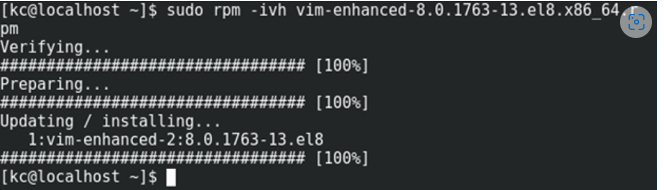 [kc@localhost ~]$ sudo rpm -ivh vim-enhanced-8.0.1763-13.el8.x86_64.r
pm
Verifying...
################################# [100%]
Preparing...
################################# [100%]
Updating / installing...
   1:vim-enhanced-2:8.0.1763-13.el8
################################# [100%]
[kc@localhost ~]$